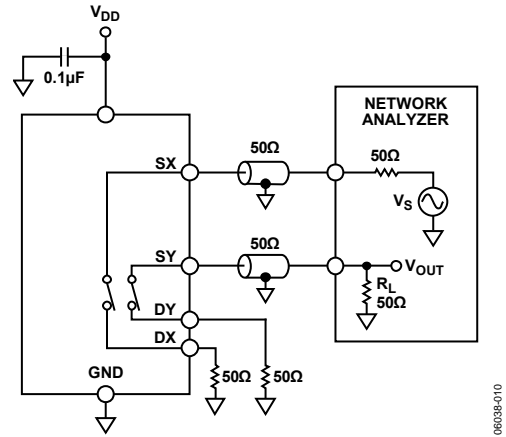 VDD
0.1µF
NETWORK
ANALYZER
50Ω
50Ω
SX
VS
50Ω
SY
VOUT
RL
50Ω
DY
DX
GND
50Ω
50Ω
06038-010